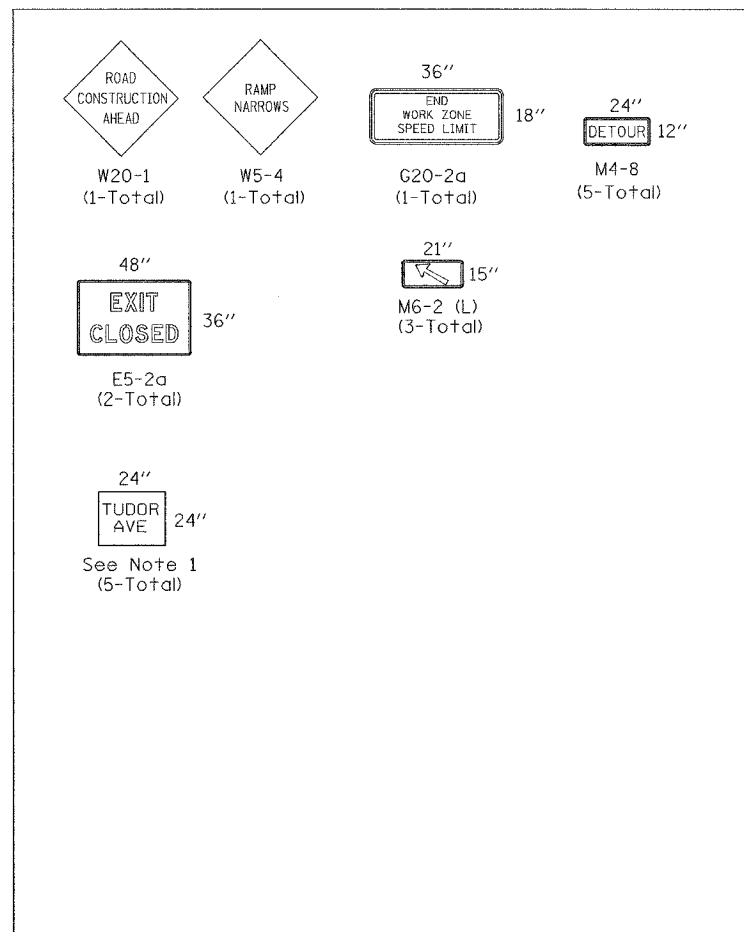 ROAD
CONSTRUCTION
AHEAD
W20-1
(1-Total)
RAMP
NARROWS
W5-4
(1-Total)
36"
END
WORK ZONE
SPEED LIMIT
18"
G20-2a
(1-Total)
24"
DETOUR
12"
M4-8
(5-Total)
48"
EXIT
CLOSED
36"
E5-2a
(2-Total)
21"
15"
M6-2 (L)
(3-Total)
24"
TUDOR
AVE
24"
See Note 1
(5-Total)